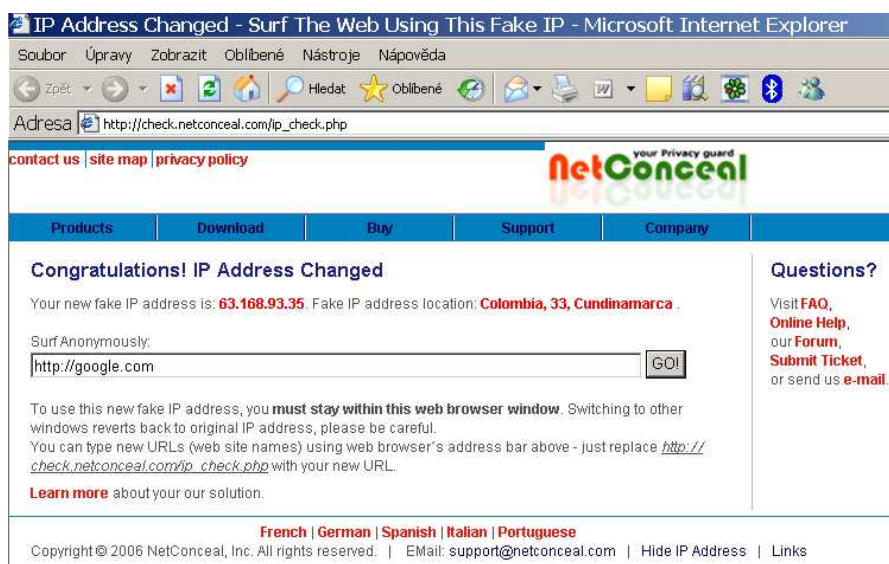 IP Address Changed - Surf The Web Using This Fake IP - Microsoft Internet Explorer
Soubor Úpravy Zobrazit Oblíbené Nástroje Nápověda
Zpět Hledat Oblíbené
Adresa http://check.netconceal.com/ip_check.php
contact us | site map | privacy policy
your Privacy guard
NetConceal
Products Download Buy Support Company
Congratulations! IP Address Changed
Your new fake IP address is: 63.168.93.35. Fake IP address location: Colombia, 33, Cundinamarca .
Surf Anonymously:
http://google.com GO!
To use this new fake IP address, you must stay within this web browser window. Switching to other
windows reverts back to original IP address, please be careful.
You can type new URLs (web site names) using web browser´s address bar above - just replace http://
check.netconceal.com/ip_check.php with your new URL.
Learn more about your our solution.
Questions?
Visit FAQ,
Online Help,
our Forum,
Submit Ticket,
or send us e-mail.
French | German | Spanish | Italian | Portuguese
Copyright © 2006 NetConceal, Inc. All rights reserved. | EMail: support@netconceal.com | Hide IP Address | Links